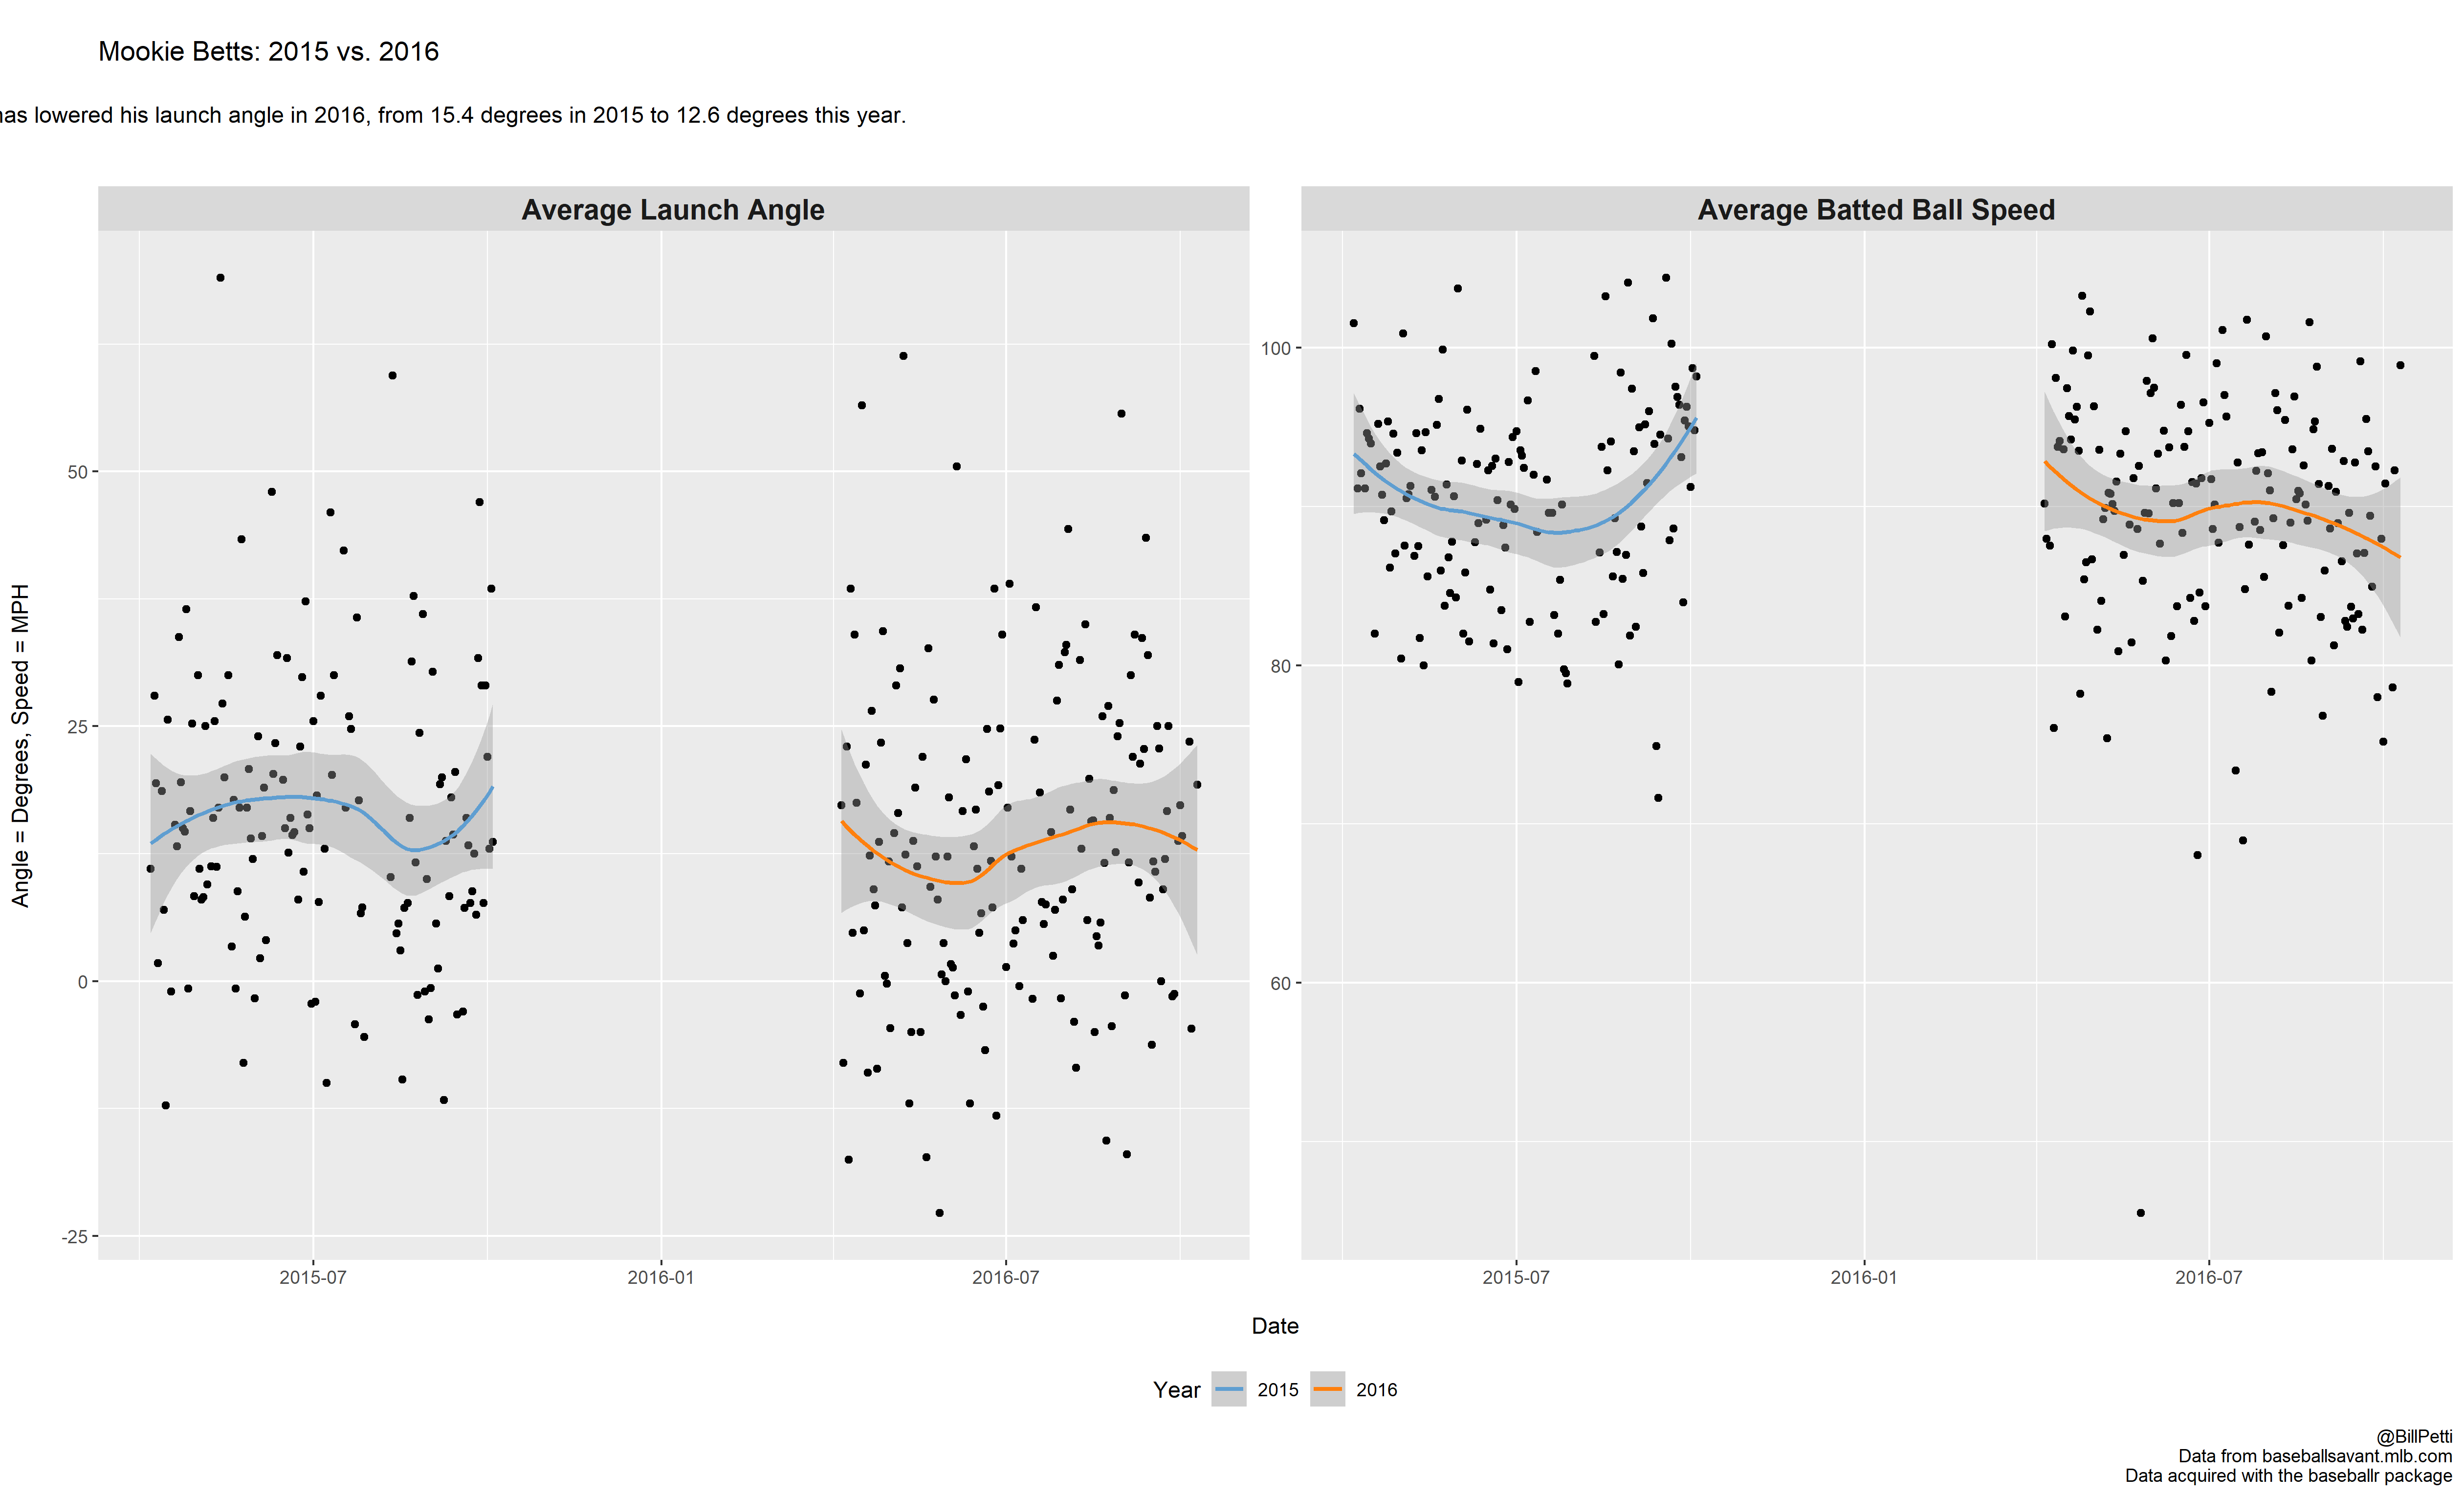 Mookie Betts: 2015 vs. 2016
has lowered his launch angle in 2016, from 15.4 degrees in 2015 to 12.6 degrees this year.
Average Launch Angle
Average Batted Ball Speed
Angle = Degrees, Speed = MPH
50
25
0
-25
100
80
60
2015-07
2016-01
2016-07
2015-07
2016-01
2016-07
Date
Year
2015
2016
@BillPetti
Data from baseballsavant.mlb.com
Data acquired with the baseballr package